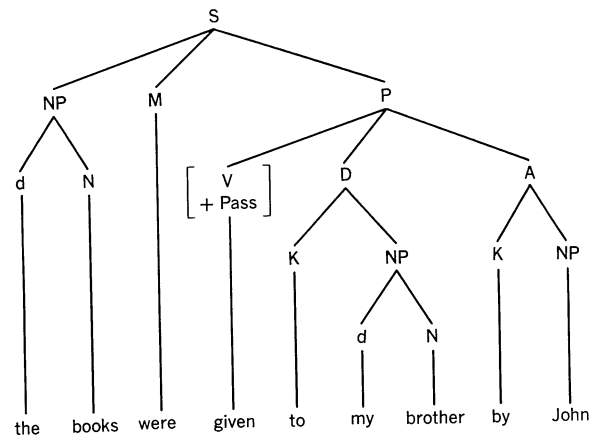 S
NP M P
d N V D A
+ Pass
K NP K NP
d N
the books were given to my brother by John